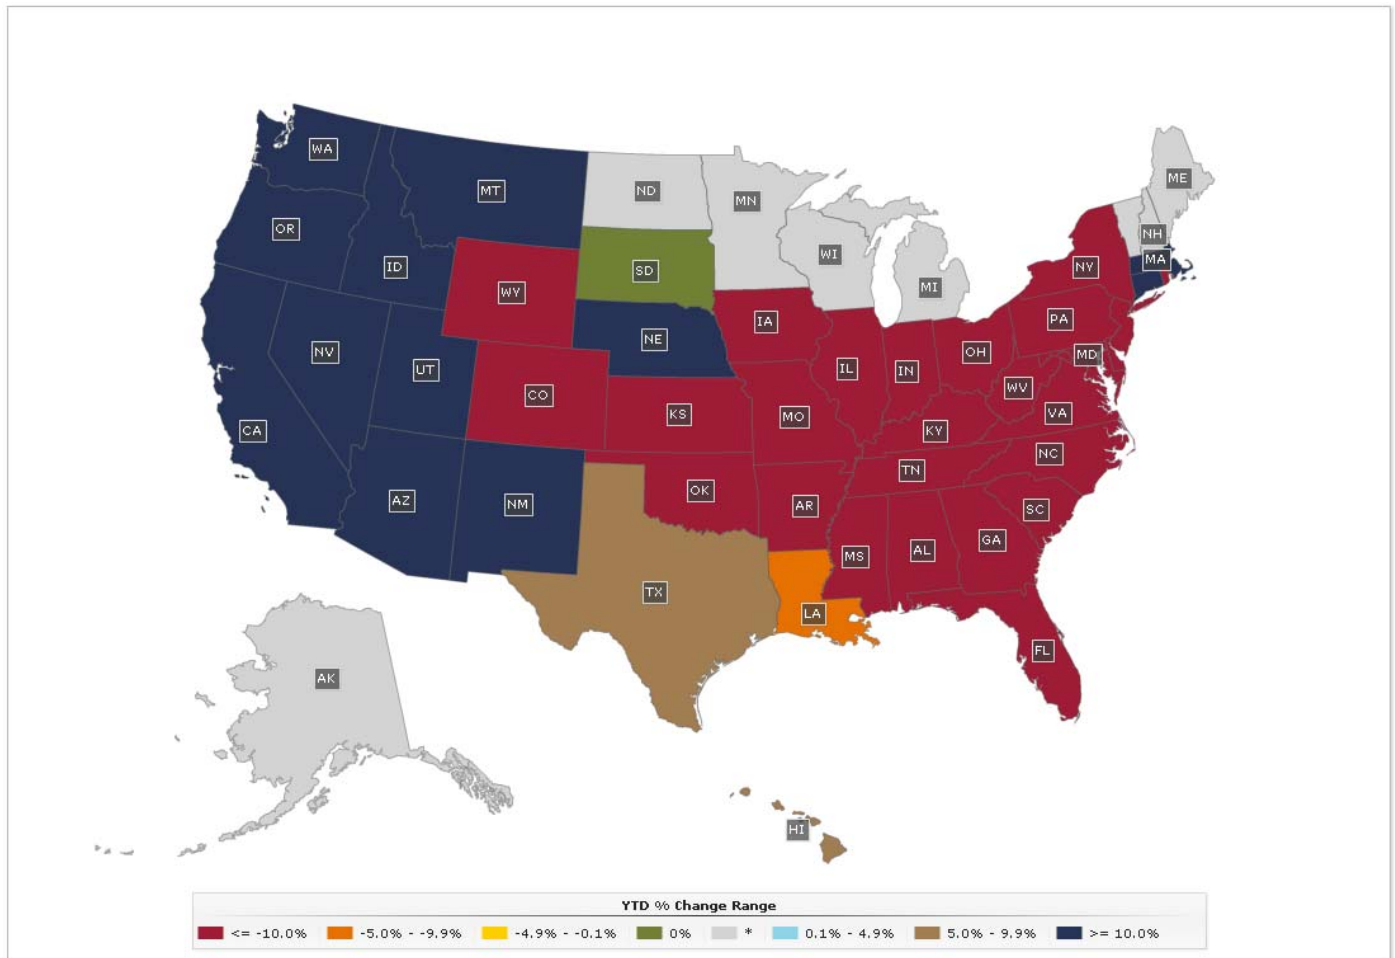 WA
MT
ND
MN
ME
OR
ID
SD
WI
MI
NH
MA
NY
WY
NV
UT
NE
IA
PA
CO
KS
IL
IN
OH
MD
WV
CA
MO
KY
VA
AZ
NM
OK
AR
TN
NC
SC
TX
LA
MS
AL
GA
FL
AK
HI
YTD % Change Range
<= -10.0% -5.0% - -9.9% -4.9% - -0.1% 0% * 0.1% - 4.9% 5.0% - 9.9% >= 10.0%